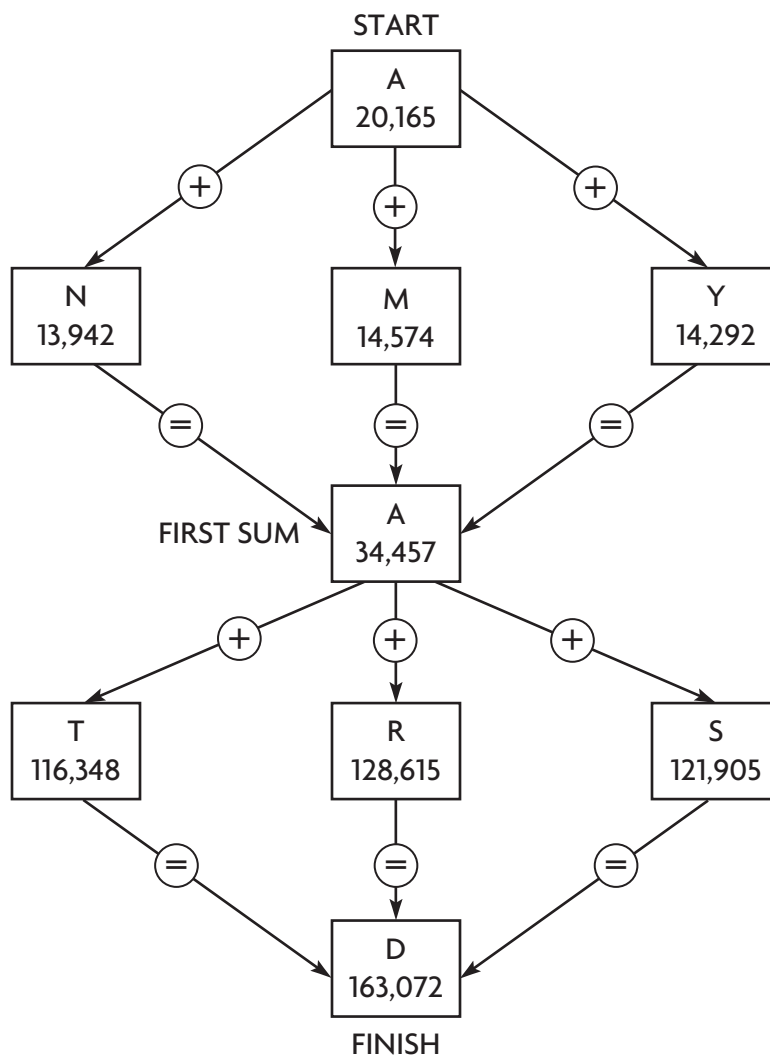 START
A
20,165
+
+
+
N
13,942
M
14,574
Y
14,292
=
=
=
FIRST SUM
A
34,457
+
+
+
T
116,348
R
128,615
S
121,905
=
=
=
D
163,072
FINISH